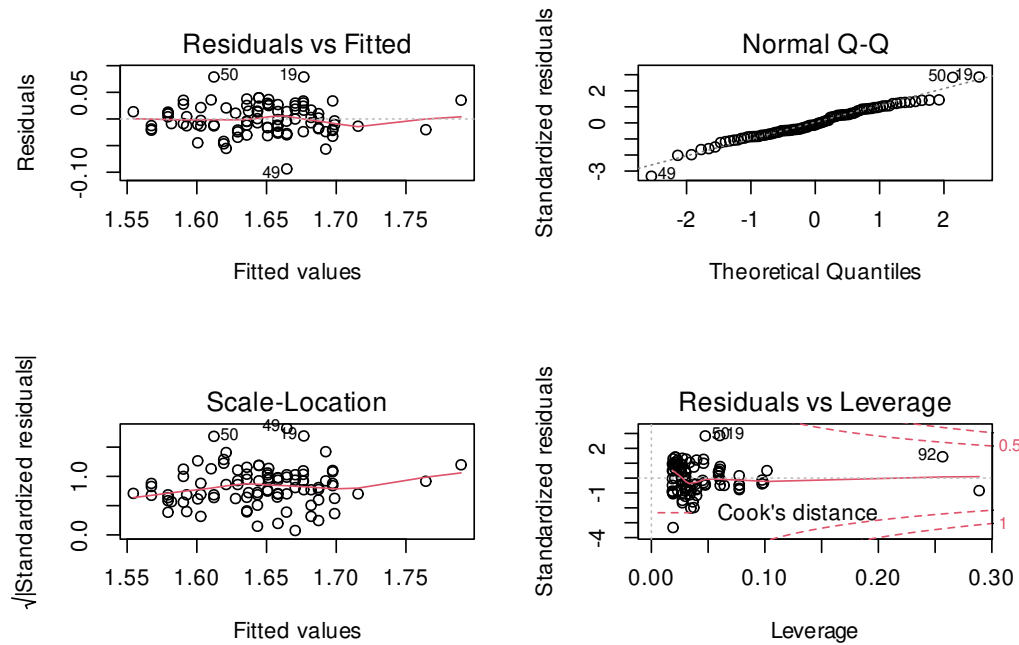 Residuals vs Fitted
Residuals
0.05
-0.10
50
19
49
1.55 1.60 1.65 1.70 1.75
Fitted values
Normal Q-Q
Standardized residuals
2
0
-3
50
19
49
-2 -1 0 1 2
Theoretical Quantiles
Scale-Location
√|Standardized residuals|
1.0
0.0
49
50
19
1.55 1.60 1.65 1.70 1.75
Fitted values
Residuals vs Leverage
Standardized residuals
2
-1
-4
50
19
92
0.5
1
Cook's distance
0.00 0.10 0.20 0.30
Leverage